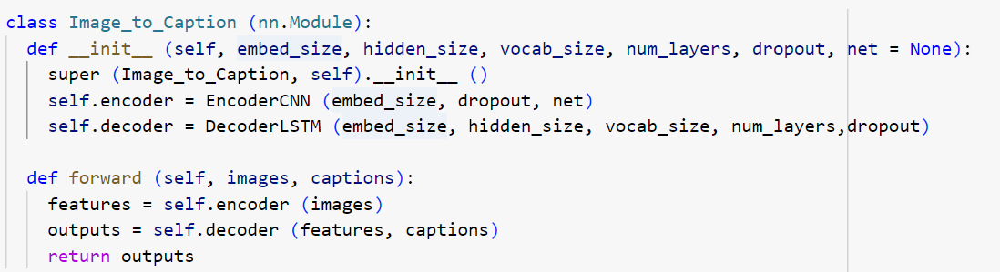 class Image_to_Caption (nn.Module):
  def __init__ (self, embed_size, hidden_size, vocab_size, num_layers, dropout, net = None):
    super (Image_to_Caption, self).__init__ ()
    self.encoder = EncoderCNN (embed_size, dropout, net)
    self.decoder = DecoderLSTM (embed_size, hidden_size, vocab_size, num_layers,dropout)

  def forward (self, images, captions):
    features = self.encoder (images)
    outputs = self.decoder (features, captions)
    return outputs